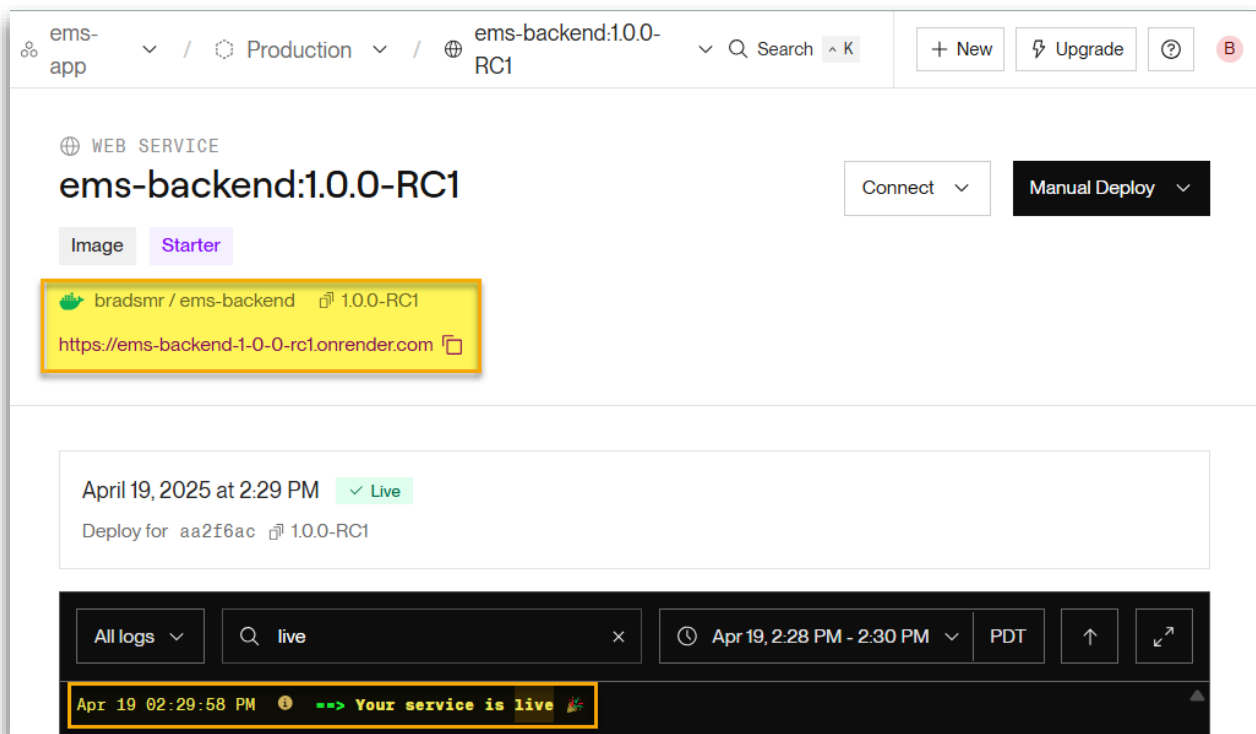 ems-app / Production / ems-backend:1.0.0-RC1 Search ^ K + New Upgrade ? B
WEB SERVICE
ems-backend:1.0.0-RC1
Connect Manual Deploy
Image Starter
bradsmr / ems-backend 1.0.0-RC1
https://ems-backend-1-0-0-rc1.onrender.com
April 19, 2025 at 2:29 PM ✓ Live
Deploy for aa2f6ac 1.0.0-RC1
All logs live × Apr 19, 2:28 PM - 2:30 PM PDT
Apr 19 02:29:58 PM ==> Your service is live 🎉